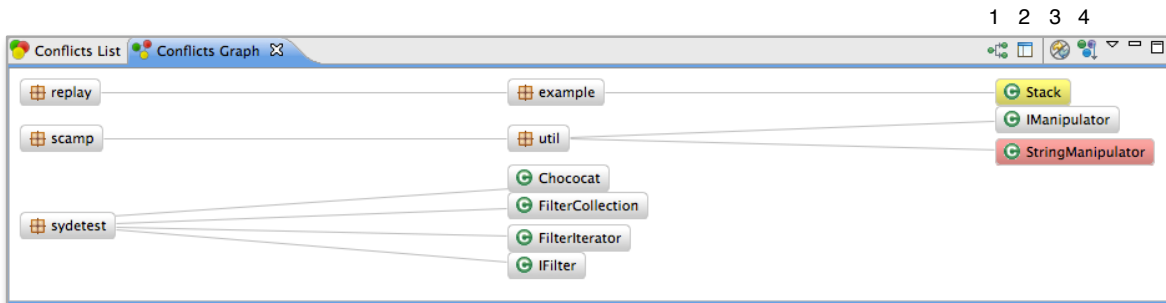 1 2 3 4
Conflicts List Conflicts Graph
replay example Stack
IManipulator
scamp util
StringManipulator
Chococat
FilterCollection
sydetest
FilterIterator
IFilter